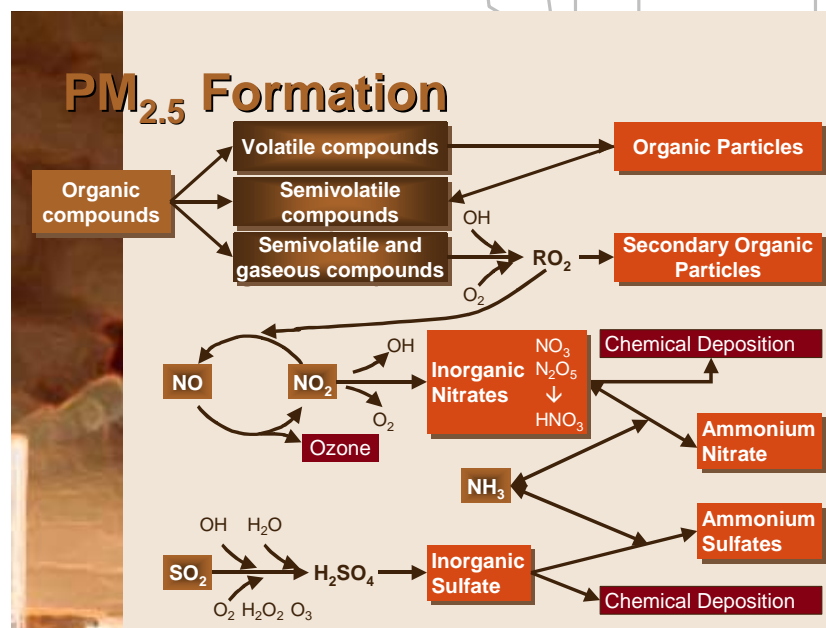 PM₂.₅ Formation
Volatile compounds
Organic Particles
Organic
compounds
Semivolatile
compounds
OH
Semivolatile and
gaseous compounds
RO₂
Secondary Organic
Particles
O₂
NO
NO₂
OH
O₂
Ozone
Inorganic
Nitrates
NO₃
N₂O₅
↓
HNO₃
Chemical Deposition
Ammonium
Nitrate
NH₃
Ammonium
Sulfates
OH H₂O
SO₂
H₂SO₄
O₂ H₂O₂ O₃
Inorganic
Sulfate
Chemical Deposition